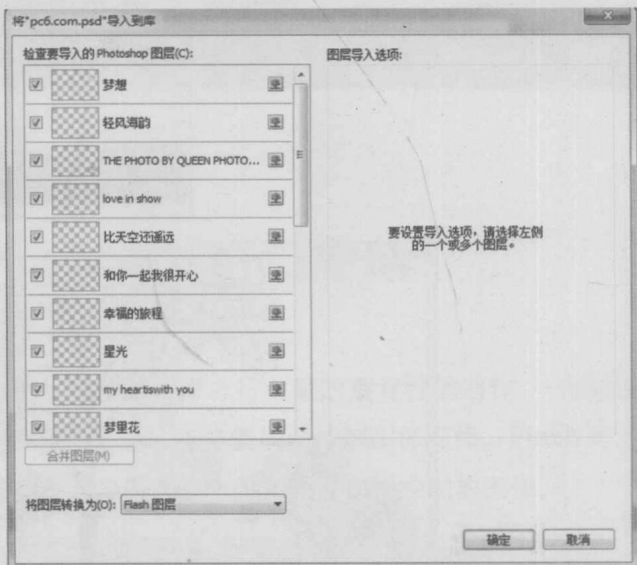 将"pc6.com.psd"导入到库
检查要导入的 Photoshop 图层(C):
图层导入选项:
梦想
轻风海韵
THE PHOTO BY QUEEN PHOTO...
love in show
比天空还遥远
和你一起我很开心
幸福的旅程
星光
my heartiswith you
梦里花
要设置导入选项，请选择左侧
的一个或多个图层。
合并图层(M)
将图层转换为(O): Flash 图层
确定
取消